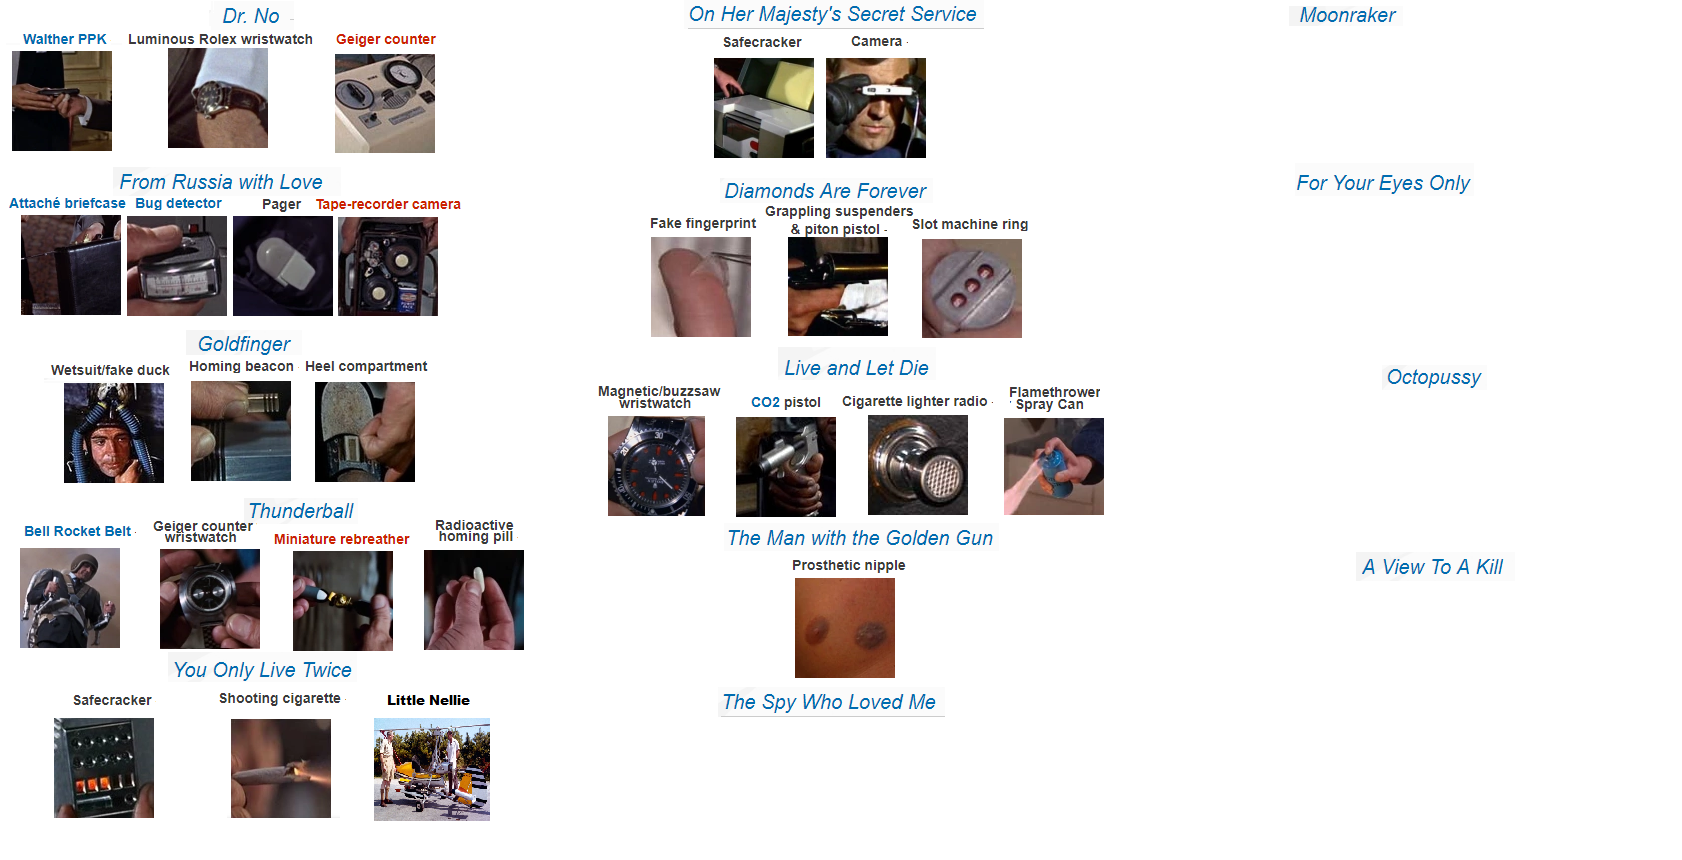 Dr. No
Walther PPK
Luminous Rolex wristwatch
Geiger counter
From Russia with Love
Attaché briefcase
Bug detector
Pager
Tape-recorder camera
Goldfinger
Wetsuit/fake duck
Homing beacon
Heel compartment
Thunderball
Bell Rocket Belt
Geiger counter
wristwatch
Miniature rebreather
Radioactive
homing pill
You Only Live Twice
Safecracker
Shooting cigarette
Little Nellie
On Her Majesty's Secret Service
Safecracker
Camera
Diamonds Are Forever
Fake fingerprint
Grappling suspenders
& piton pistol
Slot machine ring
Live and Let Die
Magnetic/buzzsaw
wristwatch
CO2 pistol
Cigarette lighter radio
Flamethrower
Spray Can
The Man with the Golden Gun
Prosthetic nipple
The Spy Who Loved Me
Moonraker
For Your Eyes Only
Octopussy
A View To A Kill